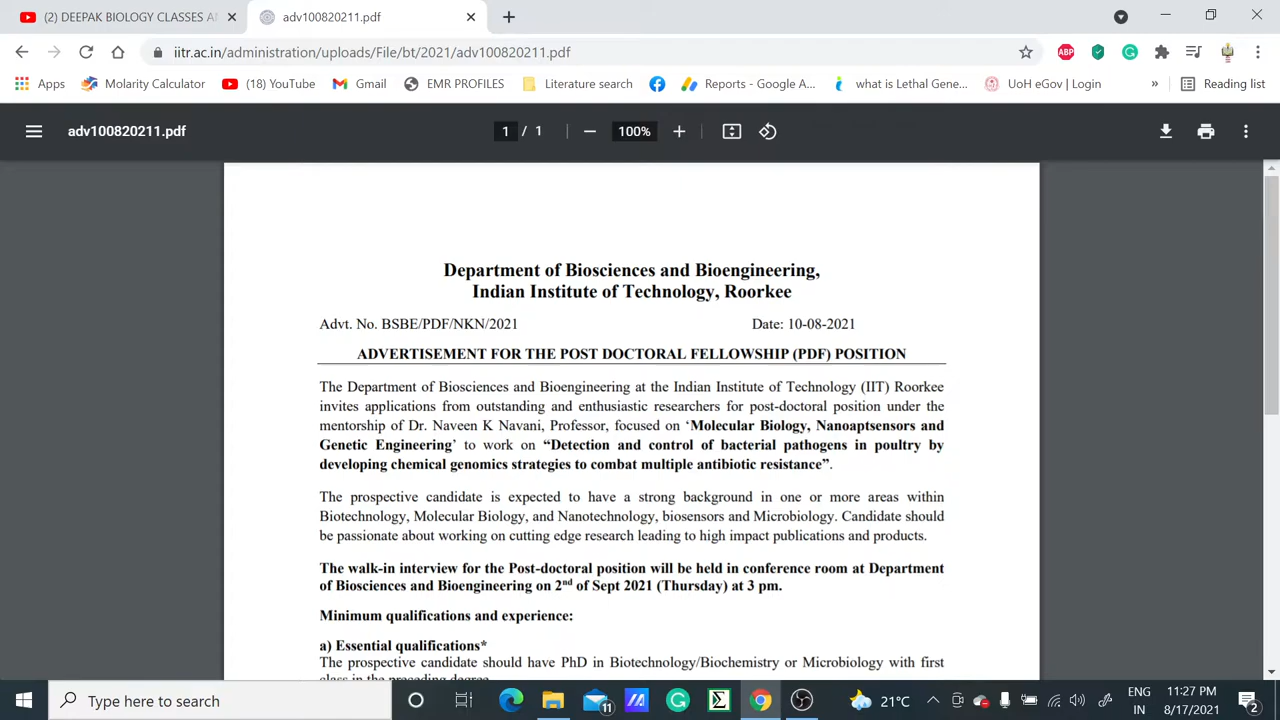 (2) DEEPAK BIOLOGY CLASSES A
adv100820211.pdf
iitr.ac.in/administration/uploads/File/bt/2021/adv100820211.pdf
ABP
Apps
Molarity Calculator
(18) YouTube
Gmail
EMR PROFILES
Literature search
Reports - Google A...
what is Lethal Gene...
UoH eGov | Login
»
Reading list
adv100820211.pdf
1 / 1
100%
Department of Biosciences and Bioengineering,
Indian Institute of Technology, Roorkee
Advt. No. BSBE/PDF/NKN/2021 Date: 10-08-2021
ADVERTISEMENT FOR THE POST DOCTORAL FELLOWSHIP (PDF) POSITION
The Department of Biosciences and Bioengineering at the Indian Institute of Technology (IIT) Roorkee
invites applications from outstanding and enthusiastic researchers for post-doctoral position under the
mentorship of Dr. Naveen K Navani, Professor, focused on ‘Molecular Biology, Nanoaptsensors and
Genetic Engineering’ to work on “Detection and control of bacterial pathogens in poultry by
developing chemical genomics strategies to combat multiple antibiotic resistance”.
The prospective candidate is expected to have a strong background in one or more areas within
Biotechnology, Molecular Biology, and Nanotechnology, biosensors and Microbiology. Candidate should
be passionate about working on cutting edge research leading to high impact publications and products.
The walk-in interview for the Post-doctoral position will be held in conference room at Department
of Biosciences and Bioengineering on 2nd of Sept 2021 (Thursday) at 3 pm.
Minimum qualifications and experience:
a) Essential qualifications*
The prospective candidate should have PhD in Biotechnology/Biochemistry or Microbiology with first
class in the preceding degree
Type here to search
11
21°C
ENG
IN
11:27 PM
8/17/2021
2